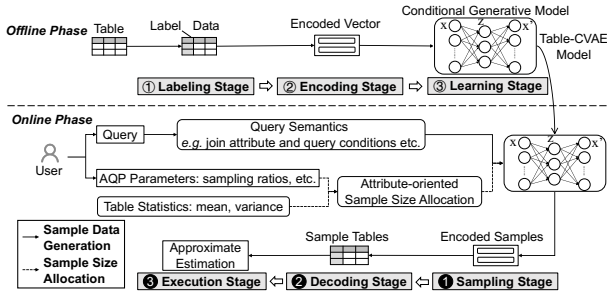 Conditional Generative Model
Offline Phase
Table
Label
Data
Encoded Vector
x
z
x'
Table-CVAE
Model
① Labeling Stage
② Encoding Stage
③ Learning Stage
Online Phase
Query
Query Semantics
e.g. join attribute and query conditions etc.
User
AQP Parameters: sampling ratios, etc.
Table Statistics: mean, variance
Attribute-oriented
Sample Size Allocation
x
z
x'
Sample Data
Generation
Sample Size
Allocation
Approximate
Estimation
Sample Tables
Encoded Samples
❸ Execution Stage
❷ Decoding Stage
❶ Sampling Stage